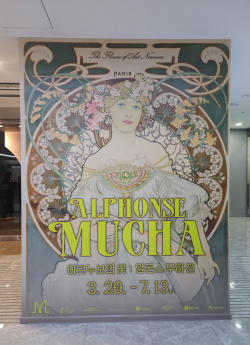 The Flower of Art Nouveau
PARIS
ALPHONSE
MUCHA
아르누보의 꽃 : 알폰스 무하전
3. 20. - 7. 13.